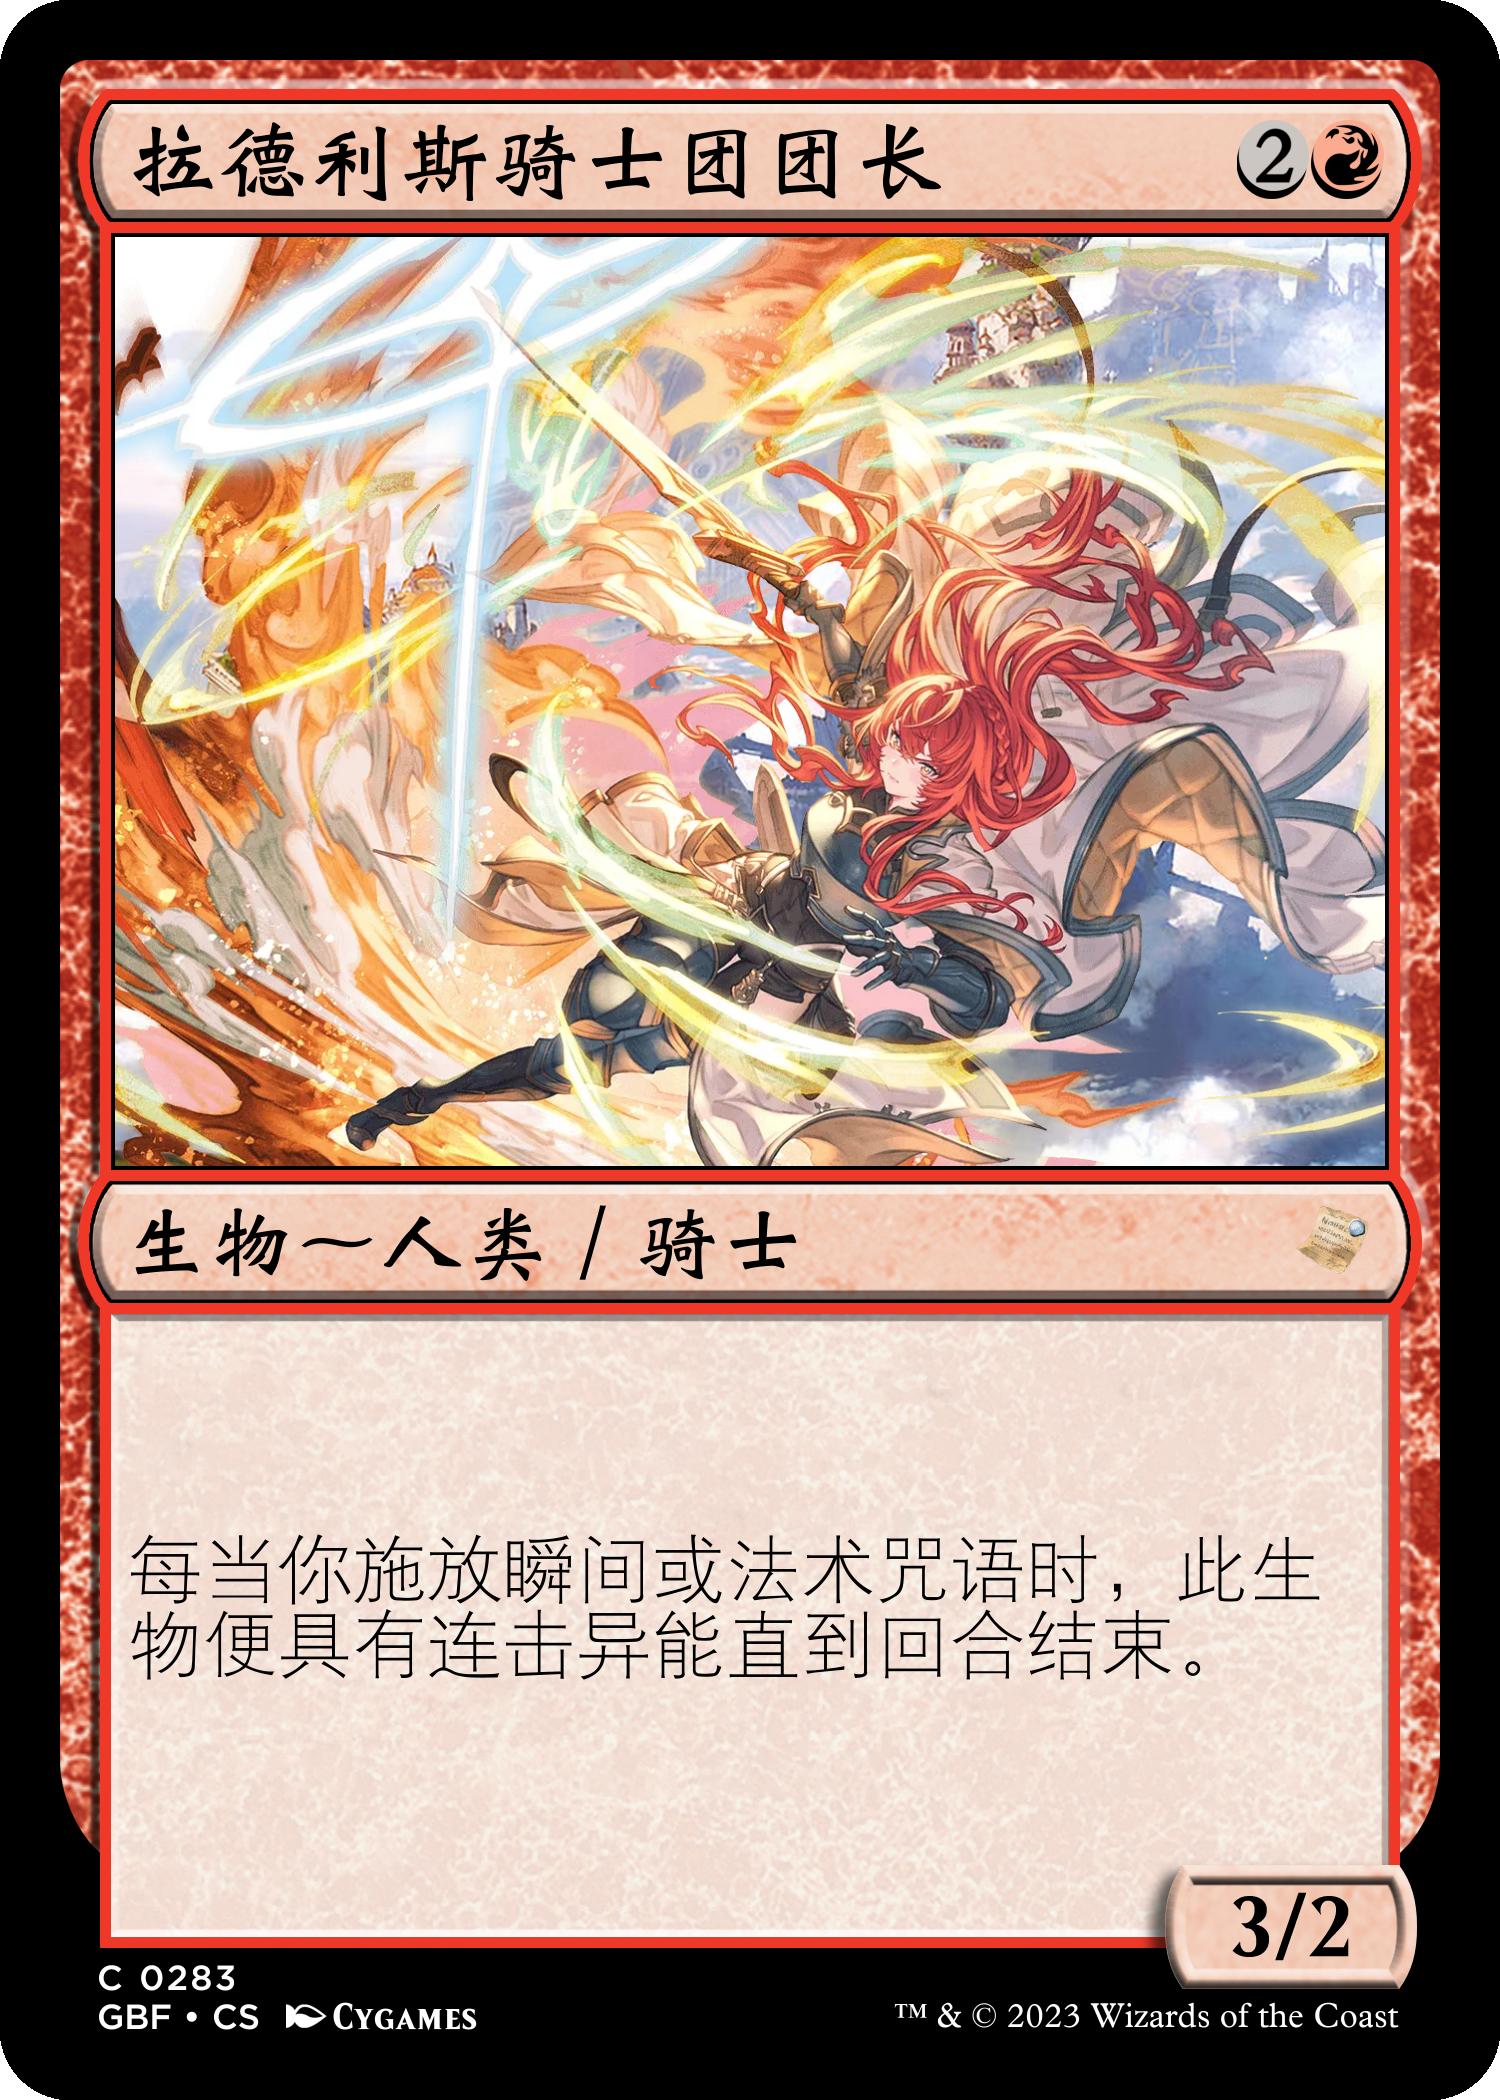 拉德利斯骑士团团长 2
生物～人类 / 骑士
每当你施放瞬间或法术咒语时，此生
物便具有连击异能直到回合结束。
3/2
C 0283
GBF • CS CYGAMES
™ & © 2023 Wizards of the Coast